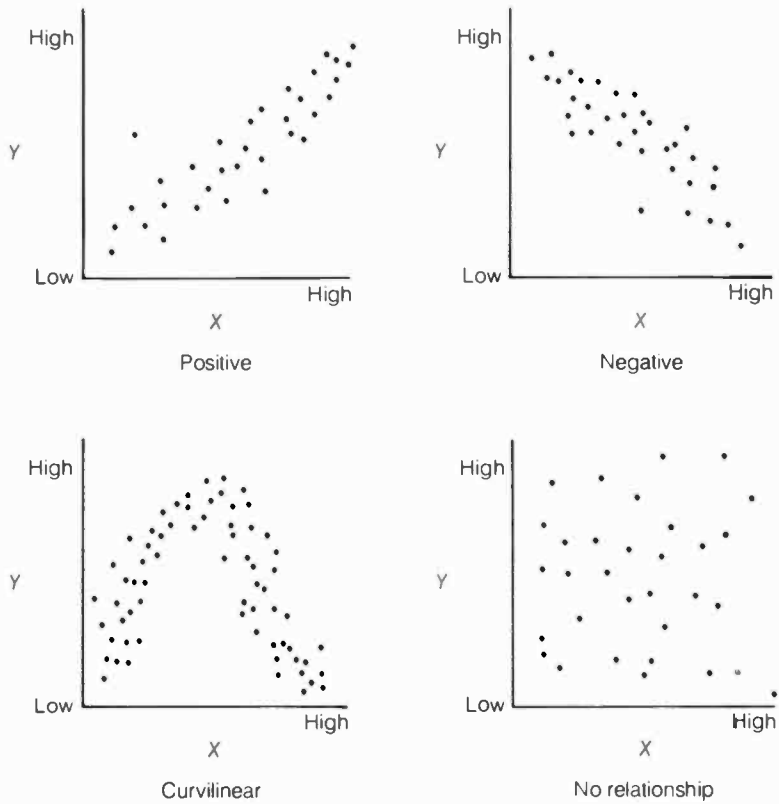 High
Y
Low
High
X
Positive
High
Y
Low
High
X
Negative
High
Y
Low
High
X
Curvilinear
High
Y
Low
High
X
No relationship